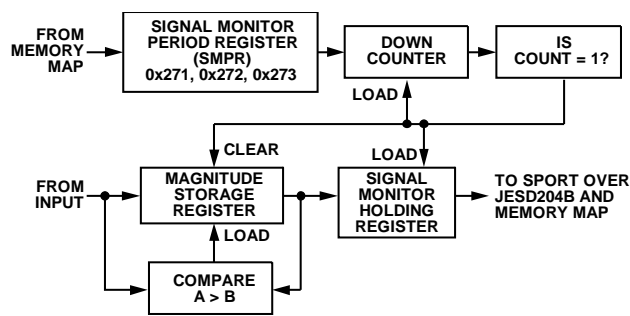 FROM
MEMORY
MAP
SIGNAL MONITOR
PERIOD REGISTER
(SMPR)
0x271, 0x272, 0x273
DOWN
COUNTER
IS
COUNT = 1?
LOAD
CLEAR
LOAD
FROM
INPUT
MAGNITUDE
STORAGE
REGISTER
SIGNAL
MONITOR
HOLDING
REGISTER
TO SPORT OVER
JESD204B AND
MEMORY MAP
LOAD
COMPARE
A > B